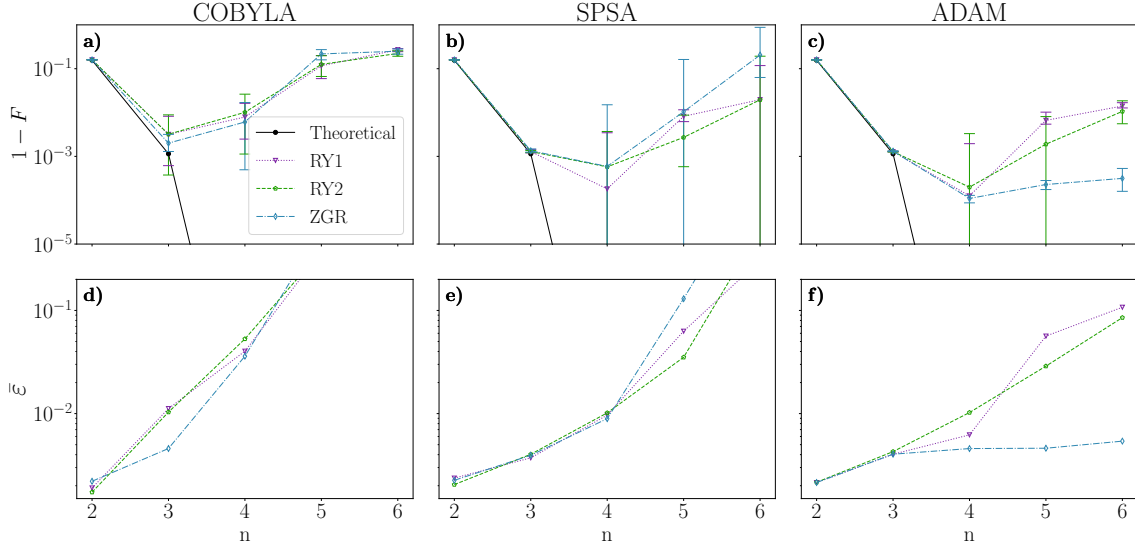 COBYLA SPSA ADAM
a) b) c)
1 − F
10⁻¹
10⁻³
10⁻⁵
Theoretical
RY1
RY2
ZGR
d) e) f)
ε̄
10⁻¹
10⁻²
2 3 4 5 6 2 3 4 5 6 2 3 4 5 6
n n n